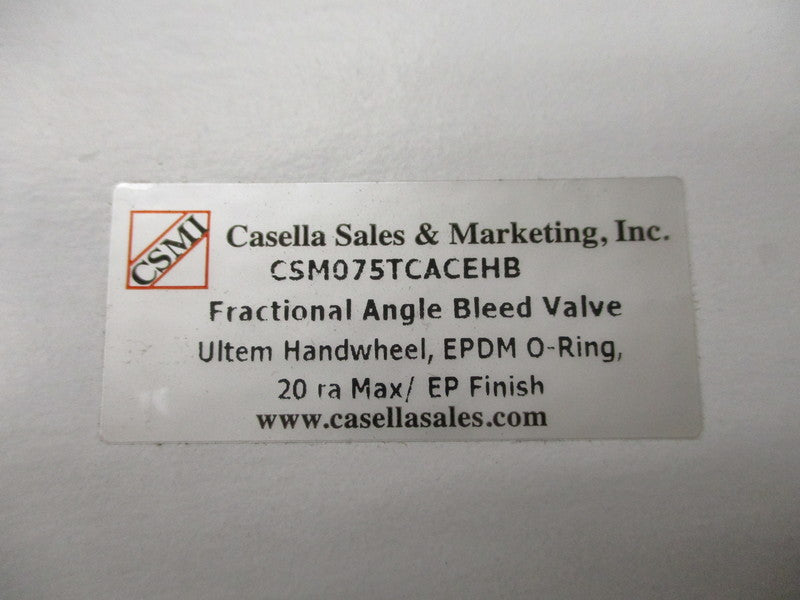 CSMI
Casella Sales & Marketing, Inc.
CSM075TCACEHB
Fractional Angle Bleed Valve
Ultem Handwheel, EPDM O-Ring,
20 ra Max/ EP Finish
www.casellasales.com